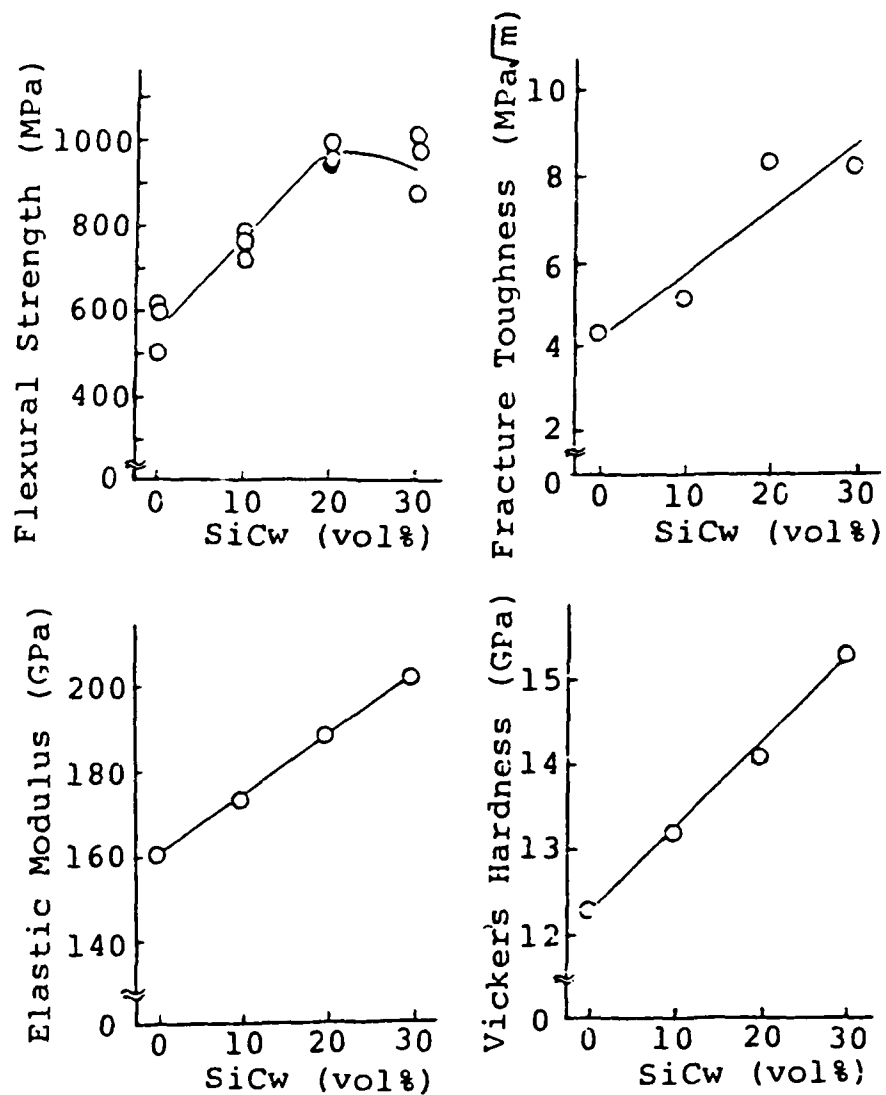 Flexural Strength (MPa)
1000
800
600
400
0
0 10 20 30
SiCw (vol%)
Fracture Toughness (MPa√m)
10
8
6
4
2
0
0 10 20 30
SiCw (vol%)
Elastic Modulus (GPa)
200
180
160
140
0
0 10 20 30
SiCw (vol%)
Vicker's Hardness (GPa)
15
14
13
12
0
0 10 20 30
SiCw (vol%)